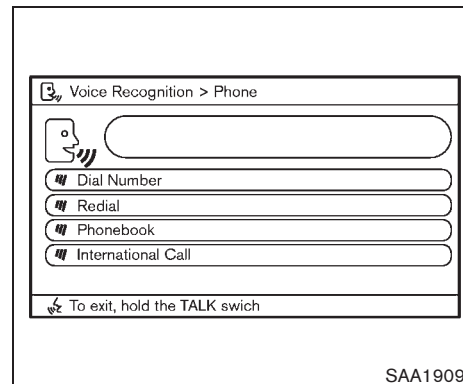 Voice Recognition > Phone
Dial Number
Redial
Phonebook
International Call
To exit, hold the TALK swich
SAA1909